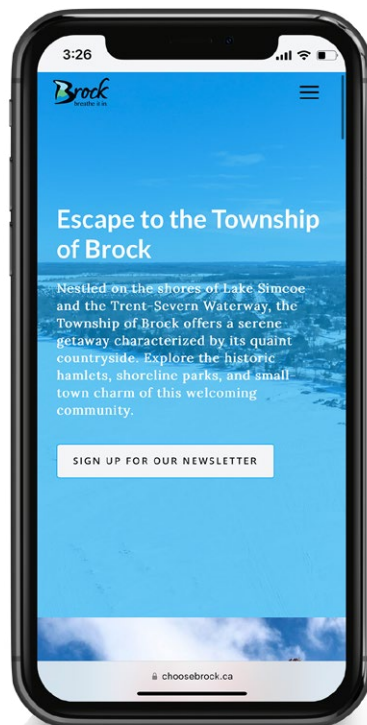 3:26
Brock
breathe it in
Escape to the Township
of Brock
Nestled on the shores of Lake Simcoe
and the Trent-Severn Waterway, the
Township of Brock offers a serene
getaway characterized by its quaint
countryside. Explore the historic
hamlets, shoreline parks, and small
town charm of this welcoming
community.
SIGN UP FOR OUR NEWSLETTER
choosebrock.ca